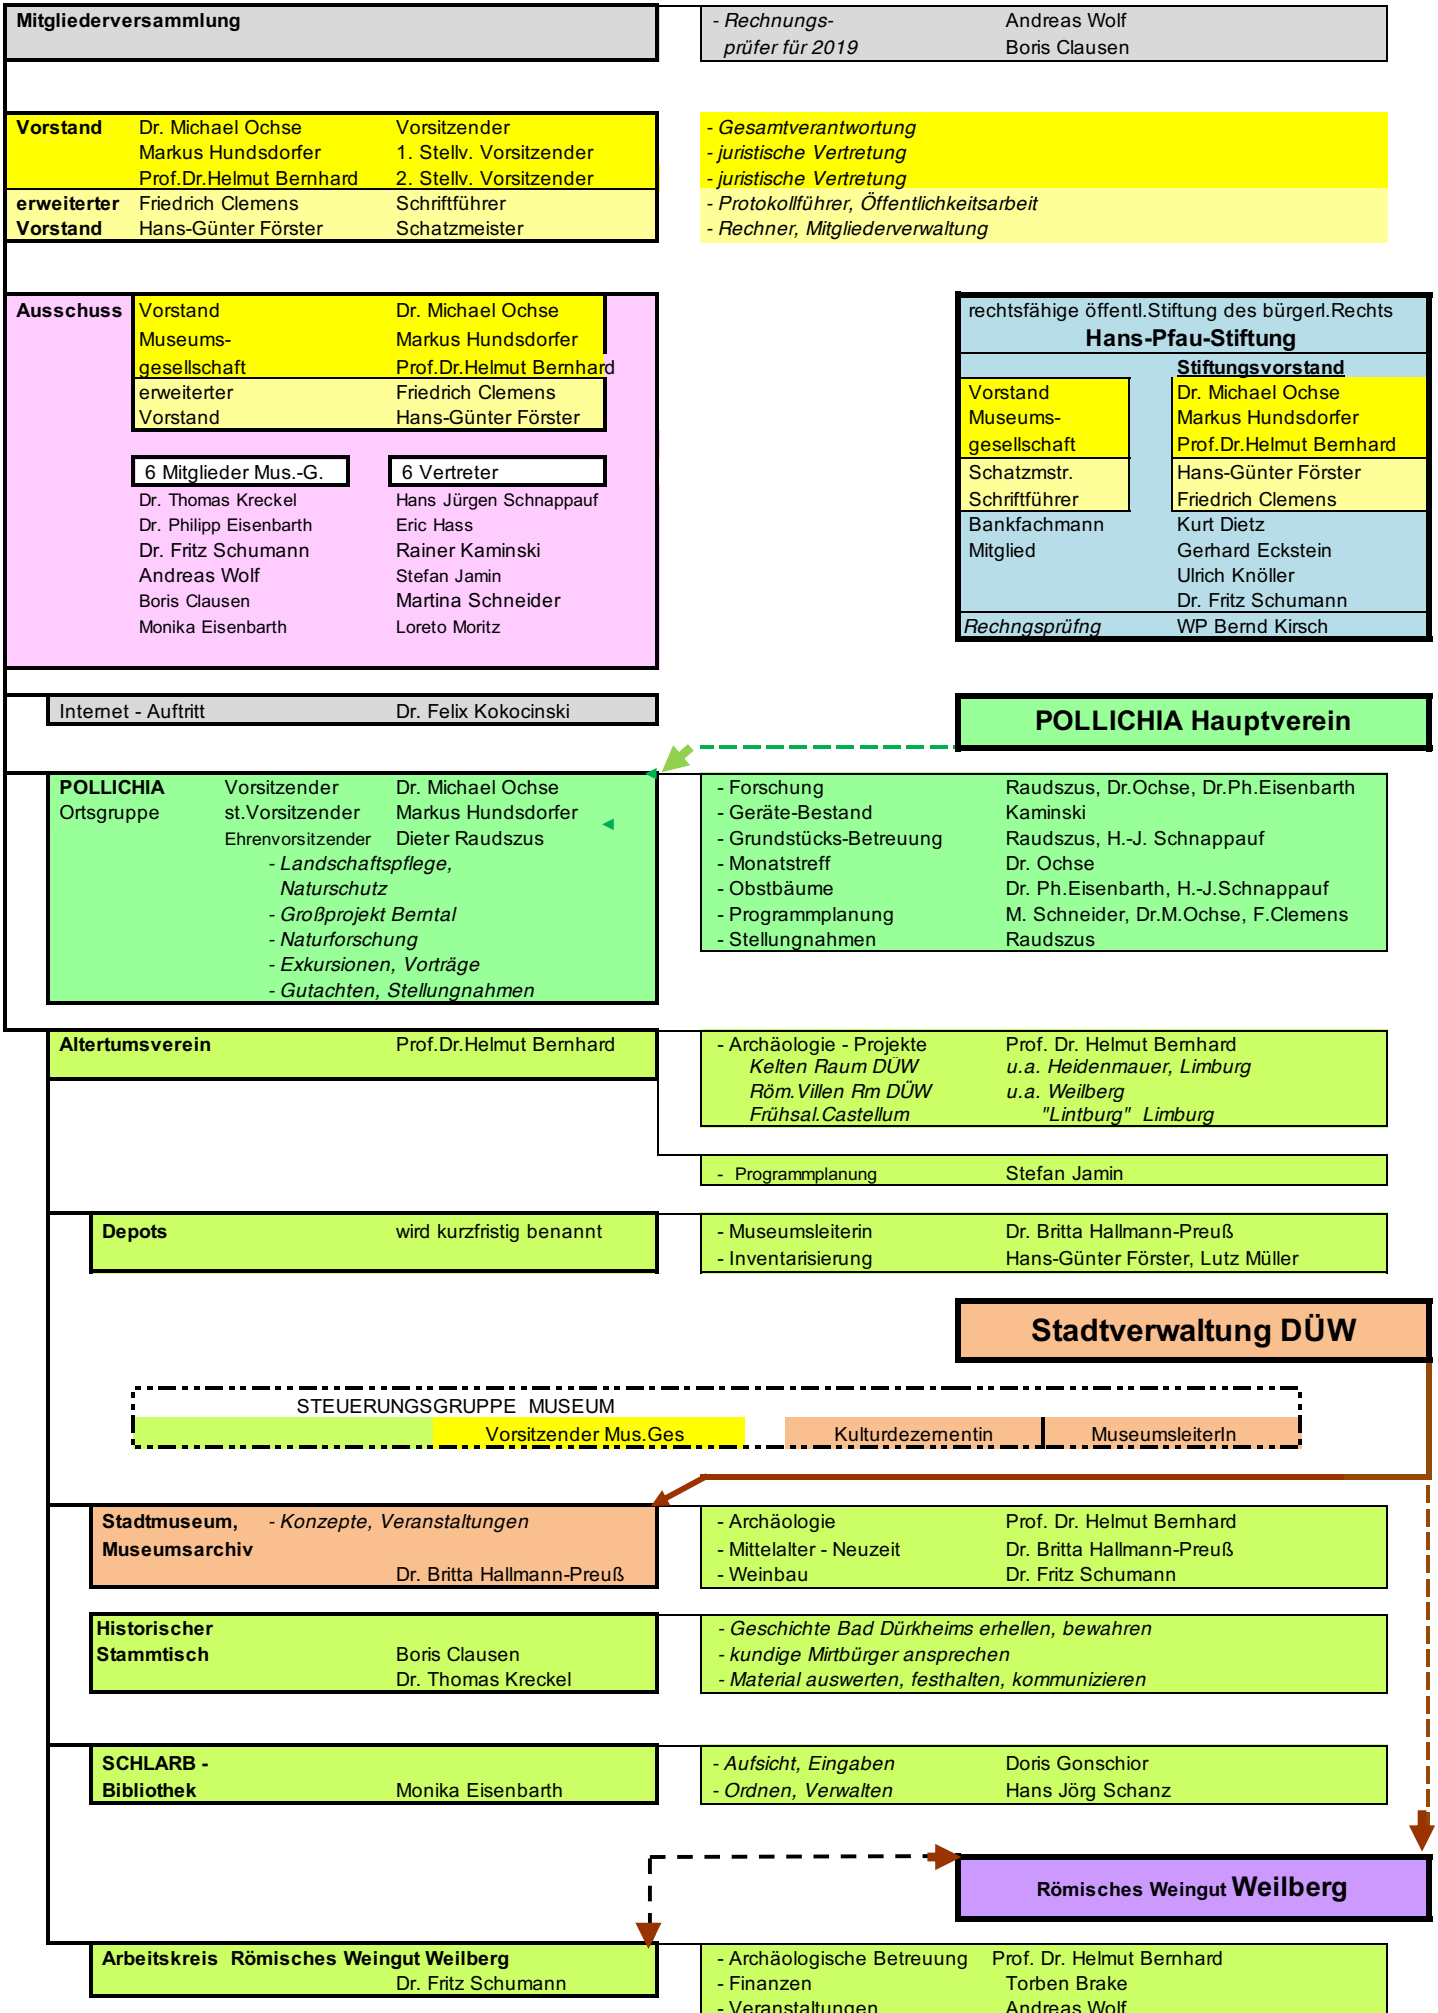 Mitgliederversammlung - Rechnungs- Andreas Wolf
prüfer für 2019 Boris Clausen
Vorstand Dr. Michael Ochse Vorsitzender - Gesamtverantwortung
Markus Hundsdorfer 1. Stellv. Vorsitzender - juristische Vertretung
Prof.Dr.Helmut Bernhard 2. Stellv. Vorsitzender - juristische Vertretung
erweiterter Friedrich Clemens Schriftführer - Protokollführer, Öffentlichkeitsarbeit
Vorstand Hans-Günter Förster Schatzmeister - Rechner, Mitgliederverwaltung
Ausschuss Vorstand Dr. Michael Ochse
Museums- Markus Hundsdorfer
gesellschaft Prof.Dr.Helmut Bernhard
erweiterter Friedrich Clemens
Vorstand Hans-Günter Förster
6 Mitglieder Mus.-G. 6 Vertreter
Dr. Thomas Kreckel Hans Jürgen Schnappauf
Dr. Philipp Eisenbarth Eric Hass
Dr. Fritz Schumann Rainer Kaminski
Andreas Wolf Stefan Jamin
Boris Clausen Martina Schneider
Monika Eisenbarth Loreto Moritz
rechtsfähige öffentl.Stiftung des bürgerl.Rechts
Hans-Pfau-Stiftung
Stiftungsvorstand
Vorstand Dr. Michael Ochse
Museums- Markus Hundsdorfer
gesellschaft Prof.Dr.Helmut Bernhard
Schatzmstr. Hans-Günter Förster
Schriftführer Friedrich Clemens
Bankfachmann Kurt Dietz
Mitglied Gerhard Eckstein
Ulrich Knöller
Dr. Fritz Schumann
Rechngsprüfng WP Bernd Kirsch
Internet - Auftritt Dr. Felix Kokocinski
POLLICHIA Hauptverein
POLLICHIA Vorsitzender Dr. Michael Ochse
Ortsgruppe st.Vorsitzender Markus Hundsdorfer
Ehrenvorsitzender Dieter Raudszus
- Landschaftspflege,
Naturschutz
- Großprojekt Berntal
- Naturforschung
- Exkursionen, Vorträge
- Gutachten, Stellungnahmen
- Forschung Raudszus, Dr.Ochse, Dr.Ph.Eisenbarth
- Geräte-Bestand Kaminski
- Grundstücks-Betreuung Raudszus, H.-J. Schnappauf
- Monatstreff Dr. Ochse
- Obstbäume Dr. Ph.Eisenbarth, H.-J.Schnappauf
- Programmplanung M. Schneider, Dr.M.Ochse, F.Clemens
- Stellungnahmen Raudszus
Altertumsverein Prof.Dr.Helmut Bernhard
- Archäologie - Projekte Prof. Dr. Helmut Bernhard
Kelten Raum DÜW u.a. Heidenmauer, Limburg
Röm.Villen Rm DÜW u.a. Weilberg
Frühsal.Castellum "Lintburg" Limburg
- Programmplanung Stefan Jamin
Depots wird kurzfristig benannt
- Museumsleiterin Dr. Britta Hallmann-Preuß
- Inventarisierung Hans-Günter Förster, Lutz Müller
Stadtverwaltung DÜW
STEUERUNGSGRUPPE MUSEUM
Vorsitzender Mus.Ges Kulturdezernentin MuseumsleiterIn
Stadtmuseum, - Konzepte, Veranstaltungen
Museumsarchiv
Dr. Britta Hallmann-Preuß
- Archäologie Prof. Dr. Helmut Bernhard
- Mittelalter - Neuzeit Dr. Britta Hallmann-Preuß
- Weinbau Dr. Fritz Schumann
Historischer
Stammtisch Boris Clausen
Dr. Thomas Kreckel
- Geschichte Bad Dürkheims erhellen, bewahren
- kundige Mirtbürger ansprechen
- Material auswerten, festhalten, kommunizieren
SCHLARB -
Bibliothek Monika Eisenbarth
- Aufsicht, Eingaben Doris Gonschior
- Ordnen, Verwalten Hans Jörg Schanz
Römisches Weingut Weilberg
Arbeitskreis Römisches Weingut Weilberg
Dr. Fritz Schumann
- Archäologische Betreuung Prof. Dr. Helmut Bernhard
- Finanzen Torben Brake
- Veranstaltungen Andreas Wolf